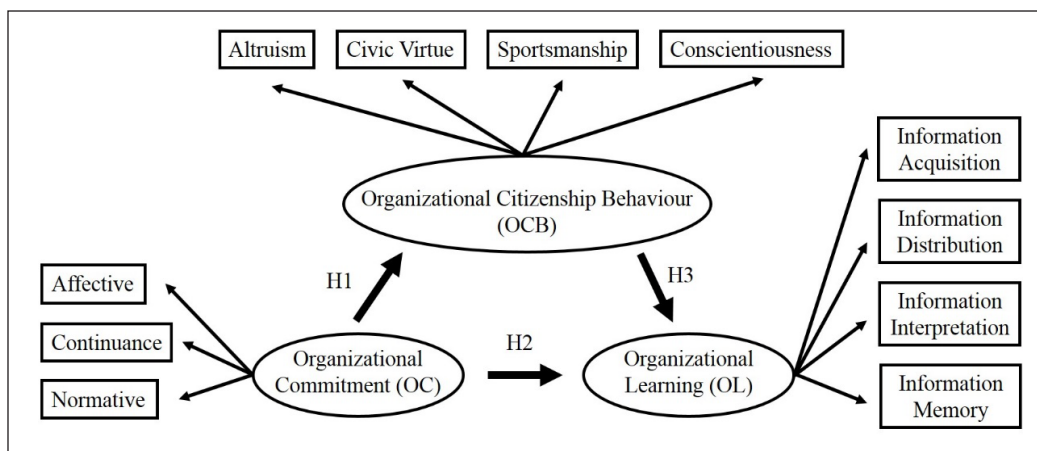 Altruism
Civic Virtue
Sportsmanship
Conscientiousness
Organizational Citizenship Behaviour
(OCB)
Information
Acquisition
Information
Distribution
Information
Interpretation
Information
Memory
Affective
Continuance
Normative
H1
H3
H2
Organizational
Commitment (OC)
Organizational
Learning (OL)